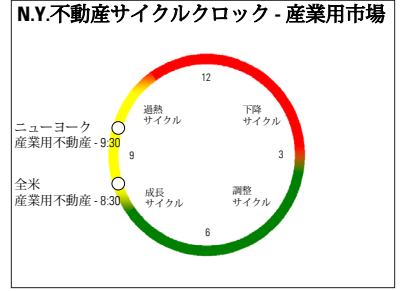 N.Y.不動産サイクルクロック - 産業用市場
12
過熱
サイクル
下降
サイクル
ニューヨーク
産業用不動産 - 9:30
9
3
全米
産業用不動産 - 8:30
成長
サイクル
調整
サイクル
6